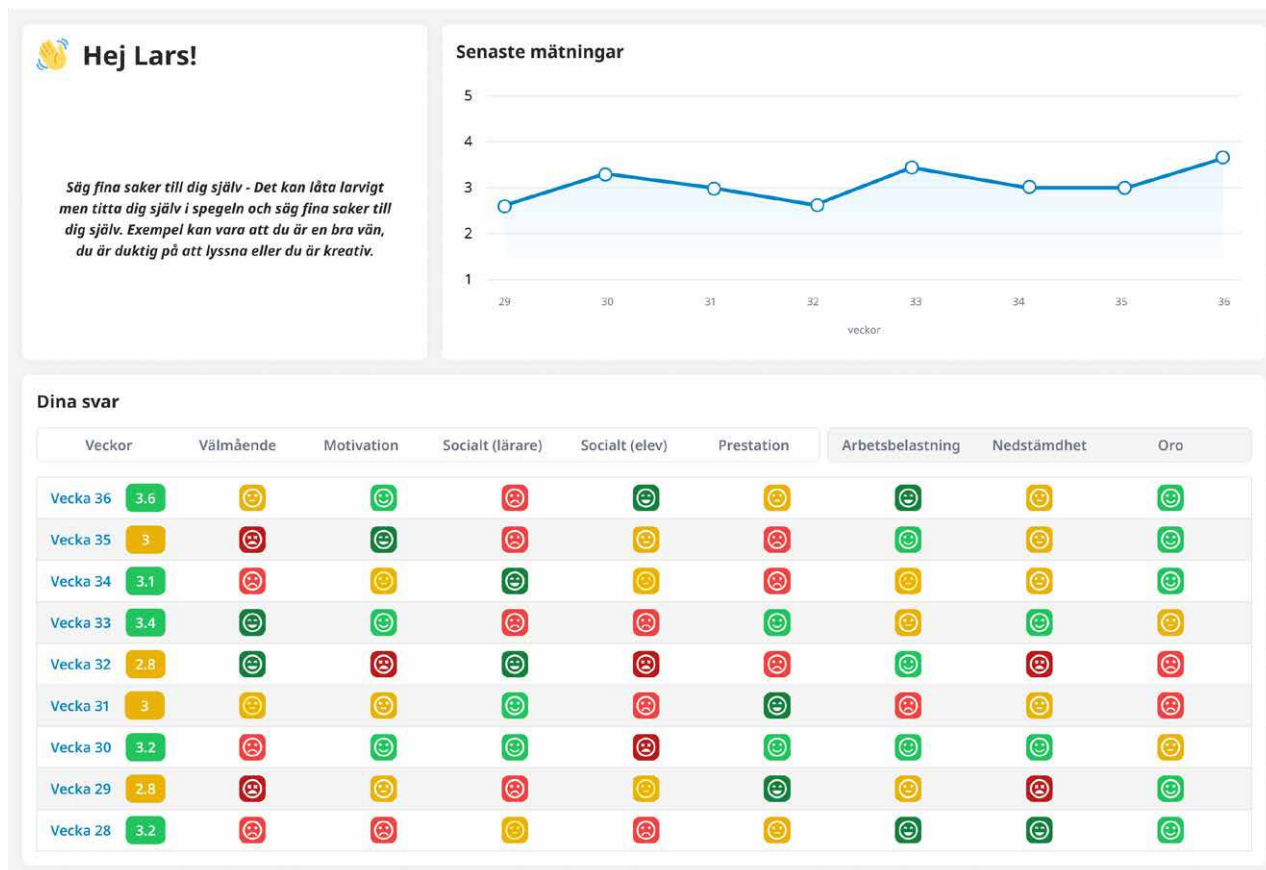 Hej Lars!
Säg fina saker till dig själv - Det kan låta larvigt
men titta dig själv i spegeln och säg fina saker till
dig själv. Exempel kan vara att du är en bra vän,
du är duktig på att lyssna eller du är kreativ.
Senaste mätningar
5
4
3
2
1
29 30 31 32 33 34 35 36
veckor
Dina svar
Veckor Välmående Motivation Socialt (lärare) Socialt (elev) Prestation Arbetsbelastning Nedstämdhet Oro
Vecka 36 3.6
Vecka 35 3
Vecka 34 3.1
Vecka 33 3.4
Vecka 32 2.8
Vecka 31 3
Vecka 30 3.2
Vecka 29 2.8
Vecka 28 3.2